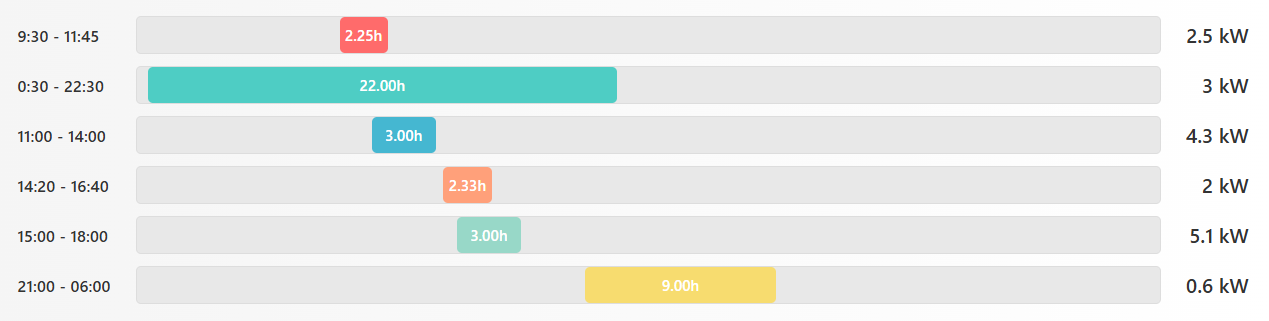 9:30 - 11:45 2.25h 2.5 kW
0:30 - 22:30 22.00h 3 kW
11:00 - 14:00 3.00h 4.3 kW
14:20 - 16:40 2.33h 2 kW
15:00 - 18:00 3.00h 5.1 kW
21:00 - 06:00 9.00h 0.6 kW